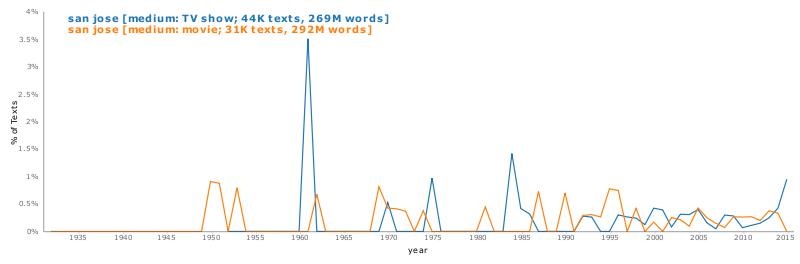 san jose [medium: TV show; 44K texts, 269M words]
san jose [medium: movie; 31K texts, 292M words]
4%
3.5%
3%
2.5%
2%
1.5%
1%
0.5%
0%
% of Texts
1935 1940 1945 1950 1955 1960 1965 1970 1975 1980 1985 1990 1995 2000 2005 2010 2015
year